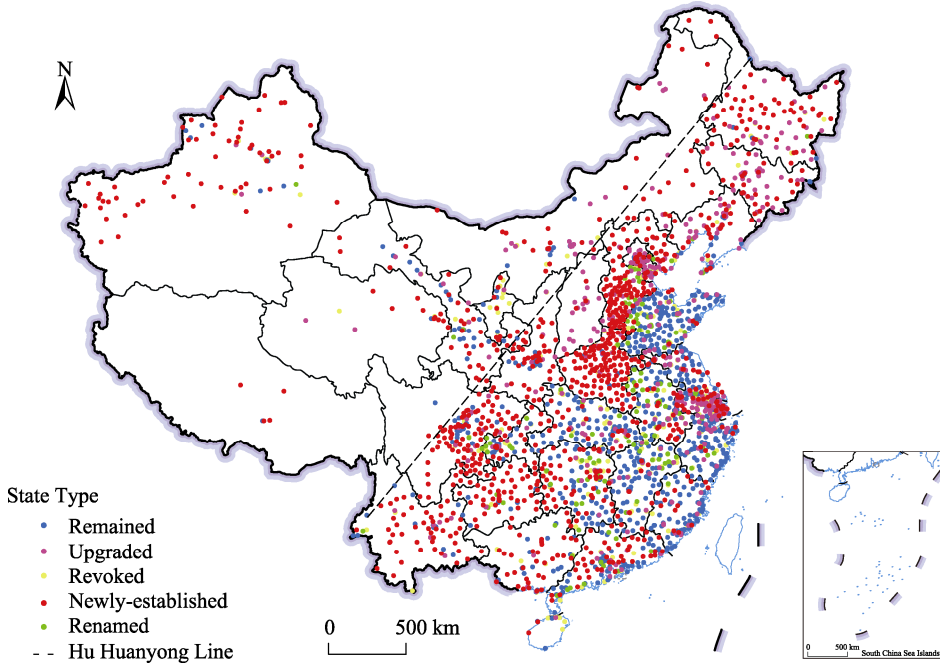 N
State Type
Remained
Upgraded
Revoked
Newly-established
Renamed
Hu Huanyong Line
0 500 km
0 500 km South China Sea Islands